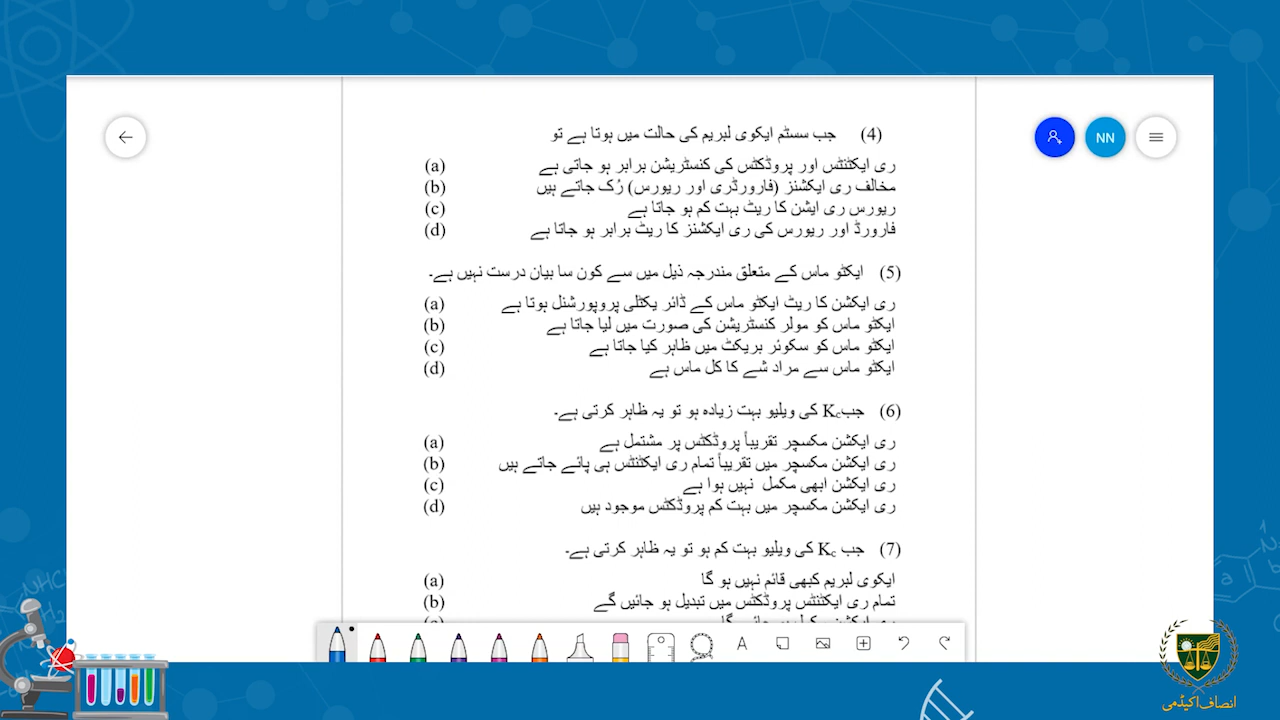 NN
(4) جب سسٹم ایکوی لبریم کی حالت میں ہوتا ہے تو
(a) ری ایکٹنٹس اور پروڈکٹس کی کنسٹریشن برابر ہو جاتی ہے
(b) مخالف ری ایکشنز (فارورڈری اور ریورس) رُک جاتے ہیں
(c) ریورس ری ایشن کا ریٹ بہت کم ہو جاتا ہے
(d) فارورڈ اور ریورس کی ری ایکشنز کا ریٹ برابر ہو جاتا ہے
(5) ایکٹو ماس کے متعلق مندرجہ ذیل میں سے کون سا بیان درست نہیں ہے۔
(a) ری ایکشن کا ریٹ ایکٹو ماس کے ڈائر یکٹلی پروپورشنل ہوتا ہے
(b) ایکٹو ماس کو مولر کنسٹریشن کی صورت میں لیا جاتا ہے
(c) ایکٹو ماس کو سکوئر بریکٹ میں ظاہر کیا جاتا ہے
(d) ایکٹو ماس سے مراد شے کا کل ماس ہے
(6) جبKc کی ویلیو بہت زیادہ ہو تو یہ ظاہر کرتی ہے۔
(a) ری ایکشن مکسچر تقریباً پروڈکٹس پر مشتمل ہے
(b) ری ایکشن مکسچر میں تقریباً تمام ری ایکٹنٹس ہی پائے جاتے ہیں
(c) ری ایکشن ابھی مکمل نہیں ہوا ہے
(d) ری ایکشن مکسچر میں بہت کم پروڈکٹس موجود ہیں
(7) جب Kc کی ویلیو بہت کم ہو تو یہ ظاہر کرتی ہے۔
(a) ایکوی لبریم کبھی قائم نہیں ہو گا
(b) تمام ری ایکٹنٹس پروڈکٹس میں تبدیل ہو جائیں گے
A
انصاف اکیڈمی